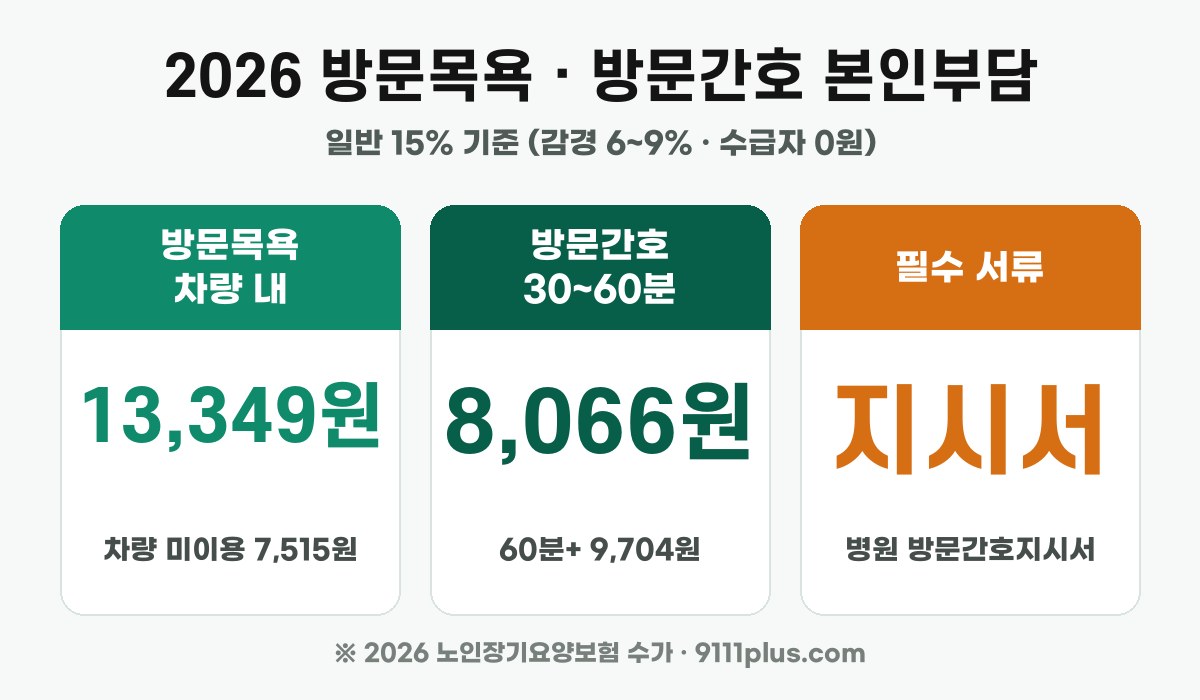 2026 방문목욕 · 방문간호 본인부담
일반 15% 기준 (감경 6~9% · 수급자 0원)
방문목욕
차량 내
13,349원
차량 미이용 7,515원
방문간호
30~60분
8,066원
60분+ 9,704원
필수 서류
지시서
병원 방문간호지시서
※ 2026 노인장기요양보험 수가 · 9111plus.com